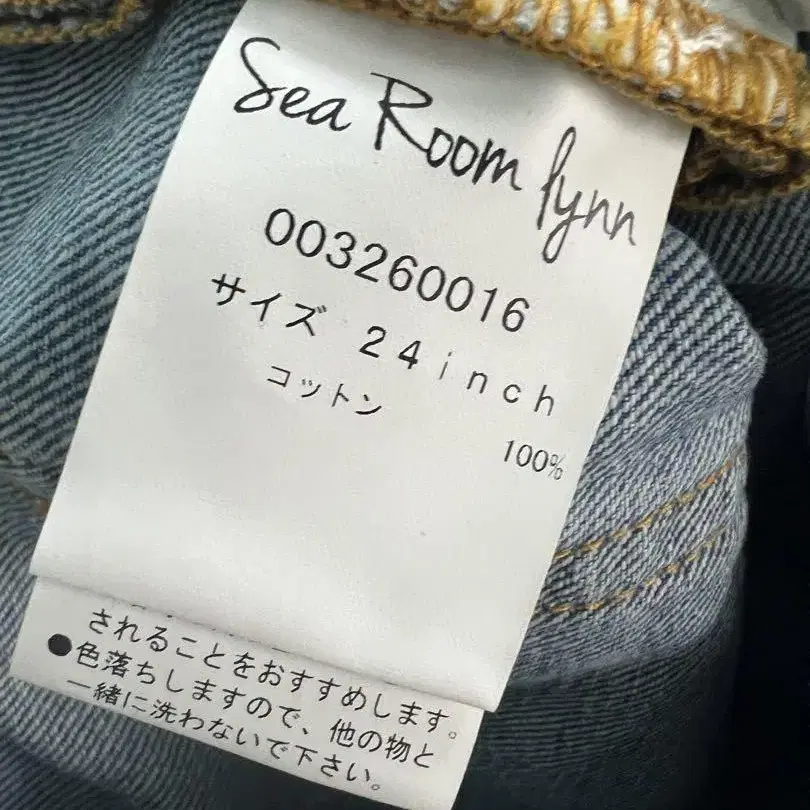 Sea Room lynn
003260016
サイズ 24inch
コットン
100%
されることをおすすめします。
●色落ちしますので、他の物と
一緒に洗わないで下さい。